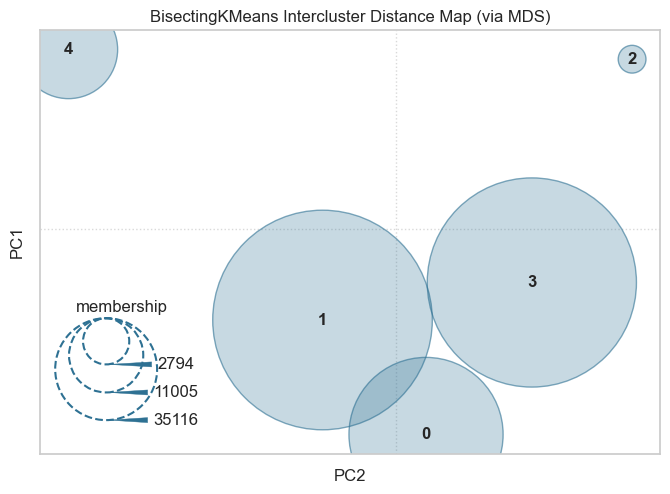 BisectingKMeans Intercluster Distance Map (via MDS)
4
2
PC1
3
1
membership
2794
11005
35116
0
PC2